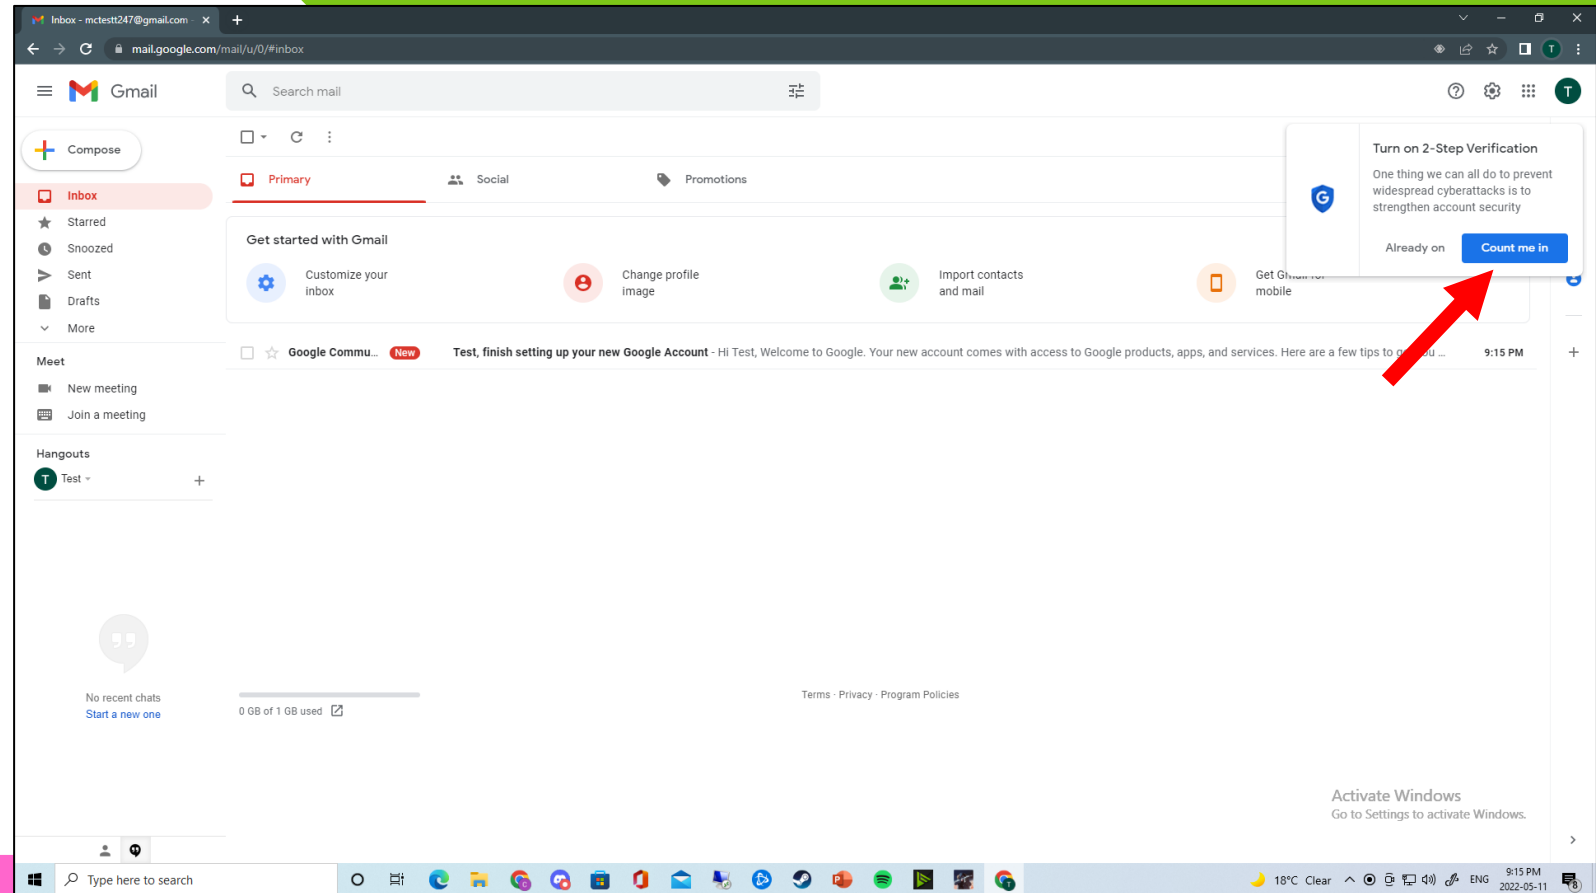 Inbox - mctestt247@gmail.com -
mail.google.com/mail/u/0/#inbox
T
Gmail
Search mail
T
Compose
Inbox
Starred
Snoozed
Sent
Drafts
More
Meet
New meeting
Join a meeting
Hangouts
T Test
No recent chats
Start a new one
Primary
Social
Promotions
Get started with Gmail
Customize your
inbox
Change profile
image
Import contacts
and mail
Get Gmail for
mobile
Turn on 2-Step Verification
One thing we can all do to prevent
widespread cyberattacks is to
strengthen account security
Already on
Count me in
G
Google Commu... New Test, finish setting up your new Google Account - Hi Test, Welcome to Google. Your new account comes with access to Google products, apps, and services. Here are a few tips to ... 9:15 PM
0 GB of 1 GB used
Terms · Privacy · Program Policies
Activate Windows
Go to Settings to activate Windows.
Type here to search
18°C Clear
ENG
9:15 PM
2022-05-11